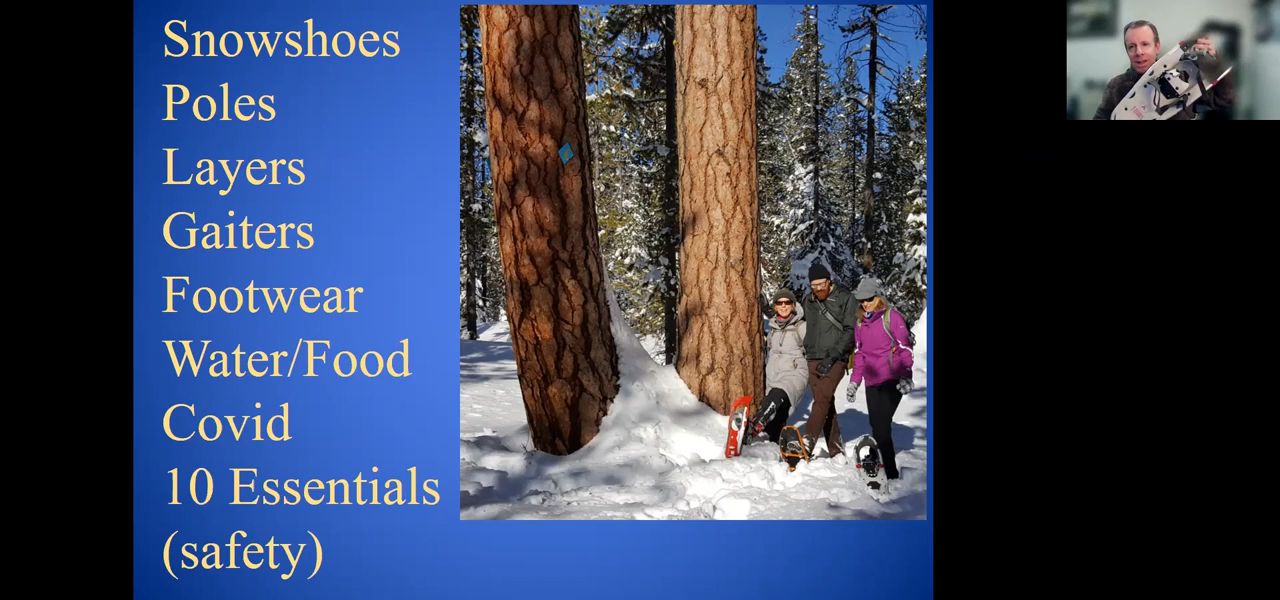 Snowshoes
Poles
Layers
Gaiters
Footwear
Water/Food
Covid
10 Essentials
(safety)